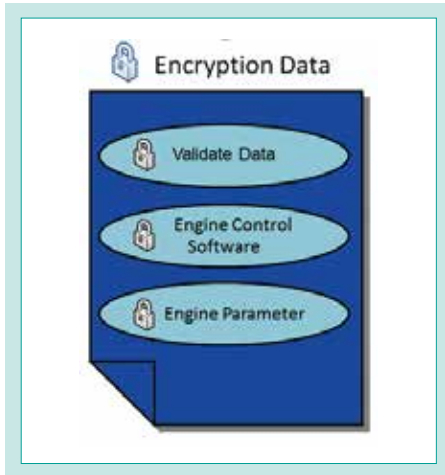 Encryption Data
Validate Data
Engine Control
Software
Engine Parameter